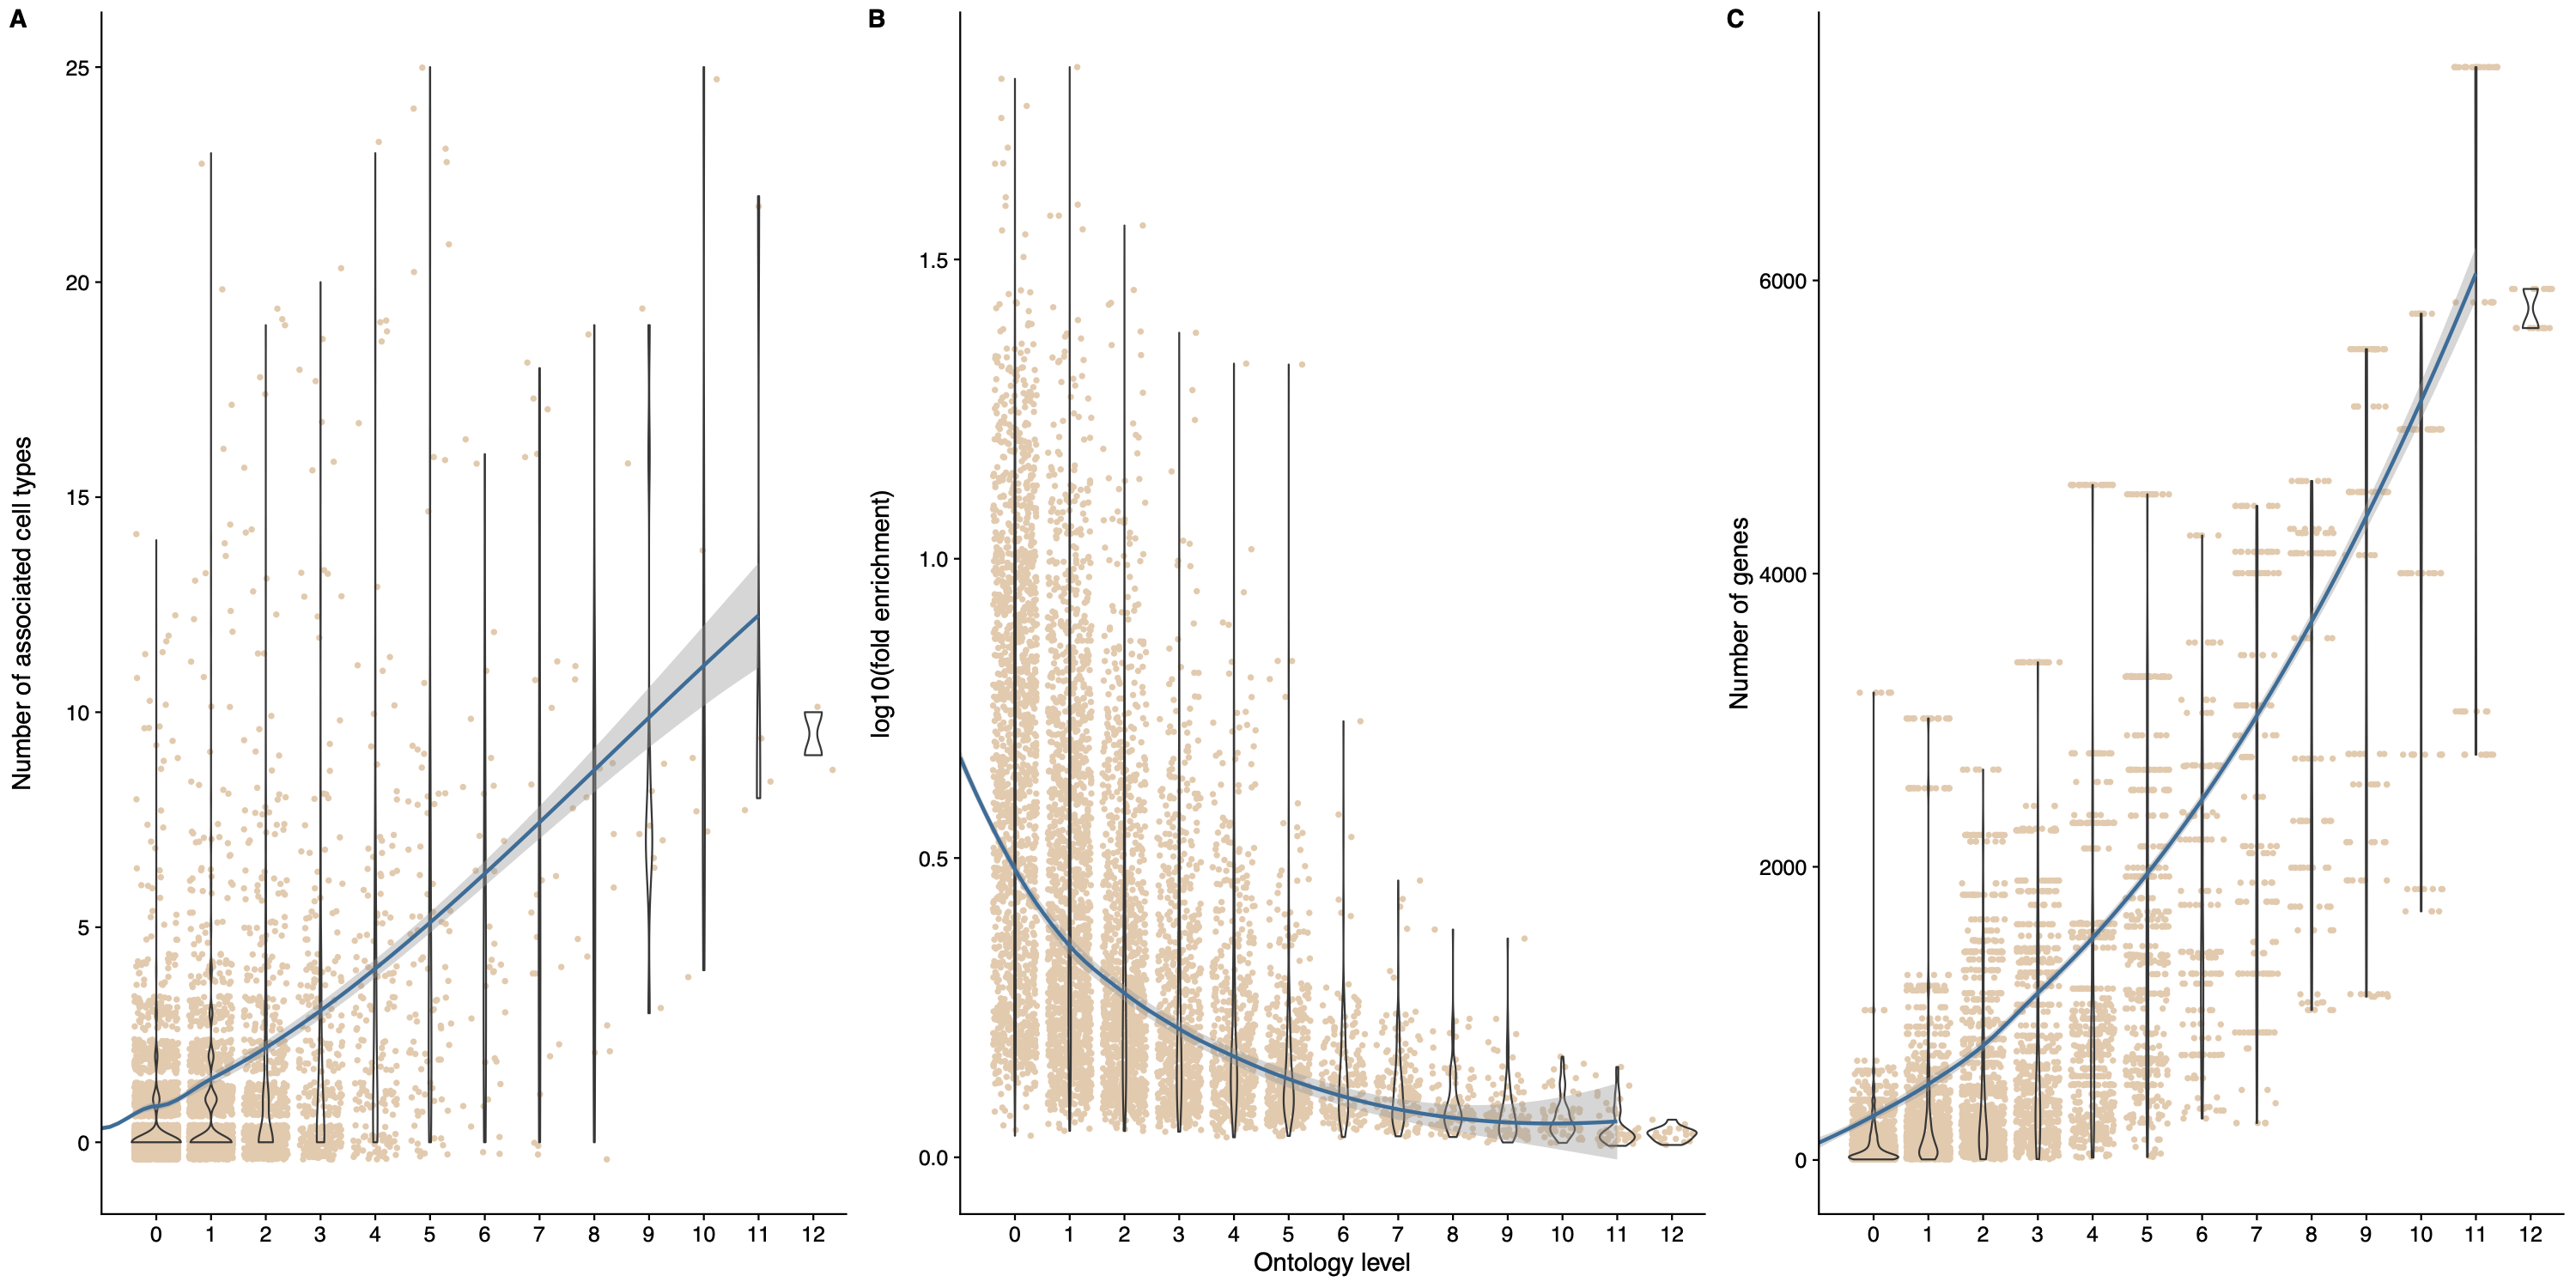 A
Number of associated cell types
25
20
15
10
5
0
0 1 2 3 4 5 6 7 8 9 10 11 12
B
log10(fold enrichment)
1.5
1.0
0.5
0.0
0 1 2 3 4 5 6 7 8 9 10 11 12
Ontology level
C
Number of genes
6000
4000
2000
0
0 1 2 3 4 5 6 7 8 9 10 11 12